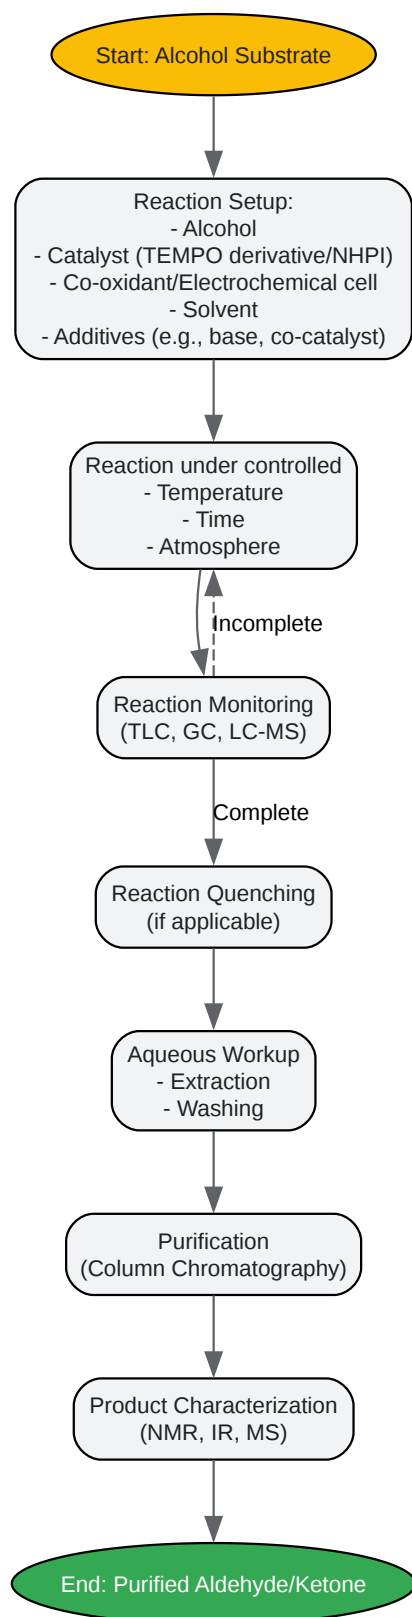 Start: Alcohol Substrate
Reaction Setup:
- Alcohol
- Catalyst (TEMPO derivative/NHPI)
- Co-oxidant/Electrochemical cell
- Solvent
- Additives (e.g., base, co-catalyst)
Reaction under controlled
- Temperature
- Time
- Atmosphere
Incomplete
Reaction Monitoring
(TLC, GC, LC-MS)
Complete
Reaction Quenching
(if applicable)
Aqueous Workup
- Extraction
- Washing
Purification
(Column Chromatography)
Product Characterization
(NMR, IR, MS)
End: Purified Aldehyde/Ketone